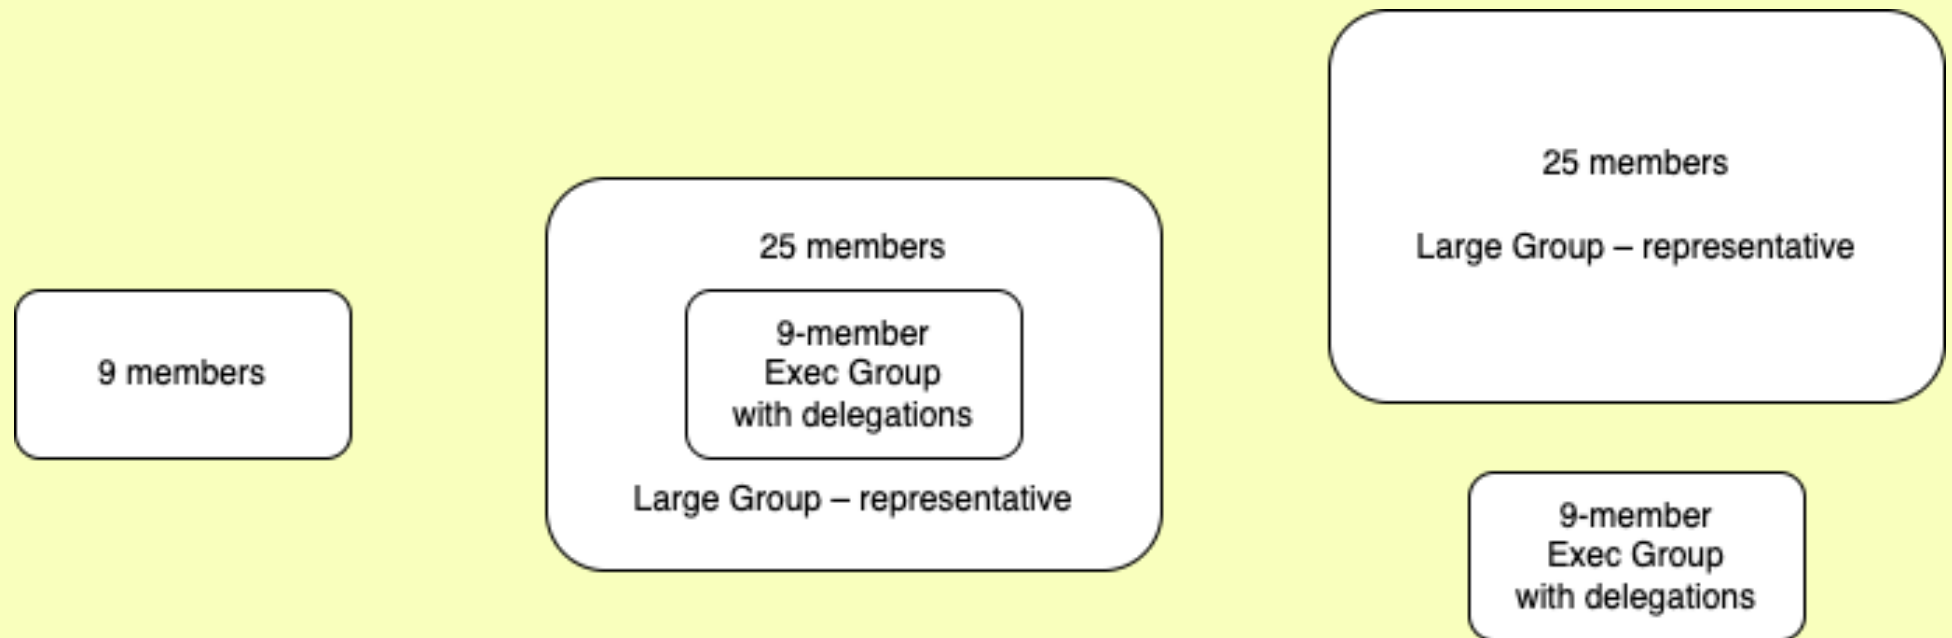 9 members
25 members
9-member
Exec Group
with delegations
Large Group – representative
25 members
Large Group – representative
9-member
Exec Group
with delegations